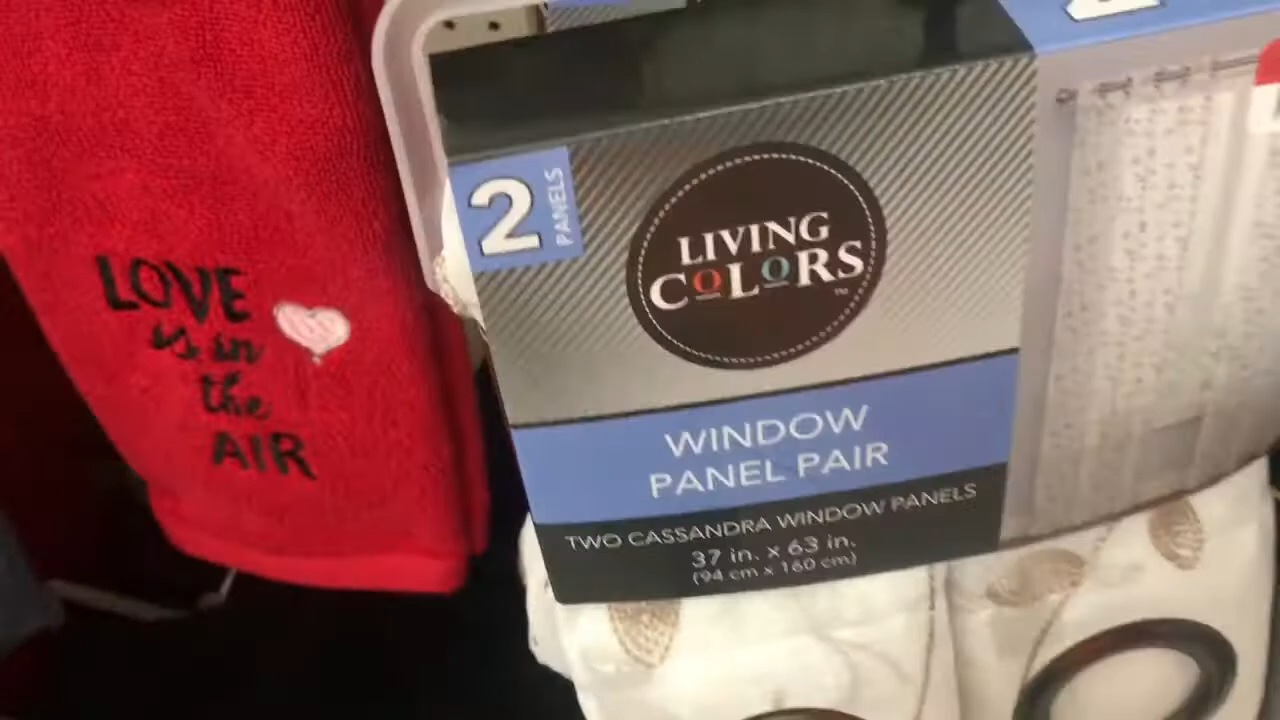 LOVE
is in
the
AIR
2
PANELS
LIVING
COLORS
TM
WINDOW
PANEL PAIR
TWO CASSANDRA WINDOW PANELS
37 in. x 63 in.
(94 cm x 160 cm)